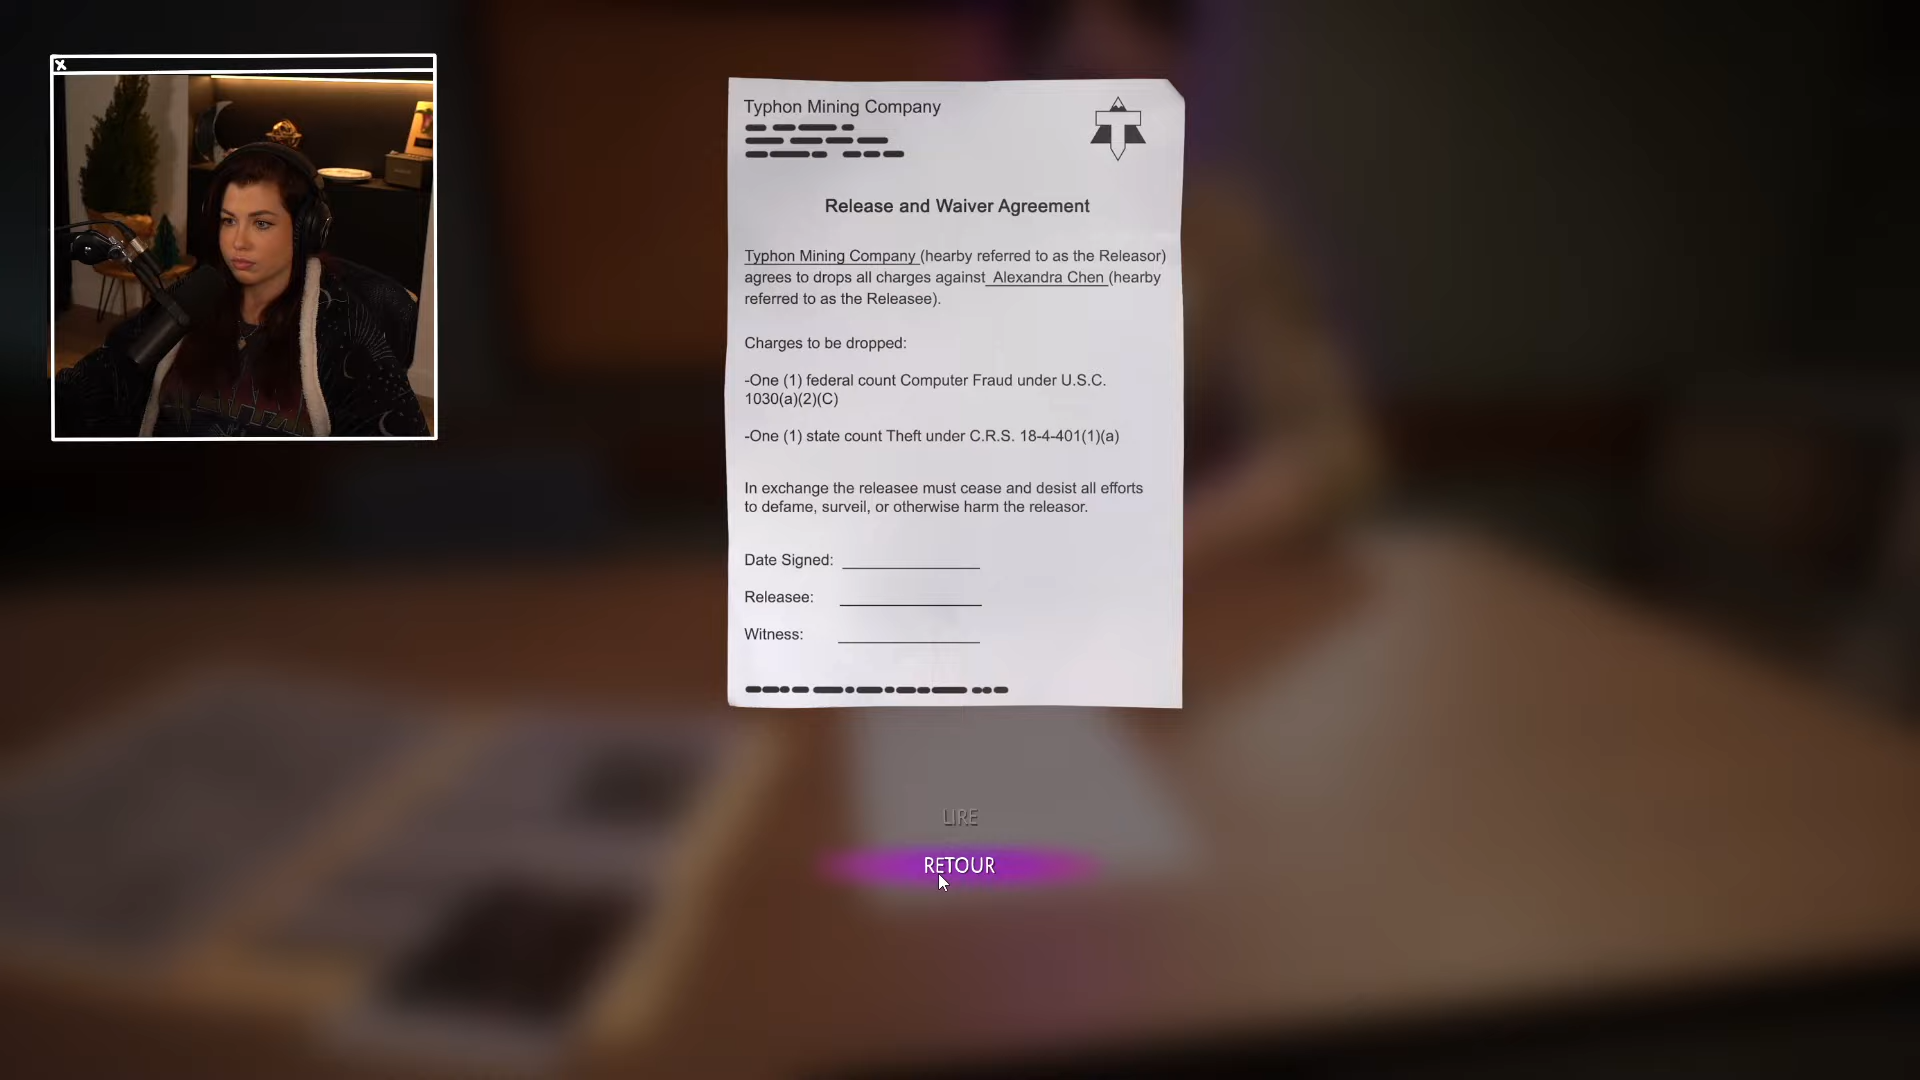 x
Typhon Mining Company
Release and Waiver Agreement
Typhon Mining Company (hearby referred to as the Releasor)
agrees to drops all charges against Alexandra Chen (hearby
referred to as the Releasee).
Charges to be dropped:
-One (1) federal count Computer Fraud under U.S.C.
1030(a)(2)(C)
-One (1) state count Theft under C.R.S. 18-4-401(1)(a)
In exchange the releasee must cease and desist all efforts
to defame, surveil, or otherwise harm the releasor.
Date Signed:
Releasee:
Witness:
LIRE
RETOUR